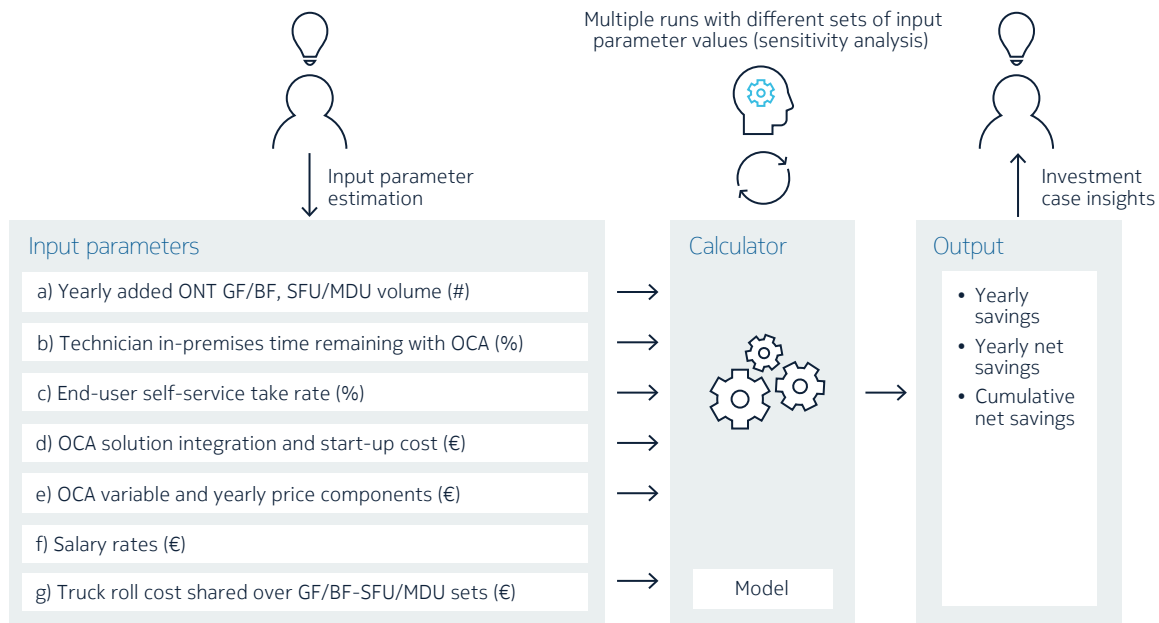 Multiple runs with different sets of input
parameter values (sensitivity analysis)
Input parameter
estimation
Investment
case insights
Input parameters
a) Yearly added ONT GF/BF, SFU/MDU volume (#)
b) Technician in-premises time remaining with OCA (%)
c) End-user self-service take rate (%)
d) OCA solution integration and start-up cost (€)
e) OCA variable and yearly price components (€)
f) Salary rates (€)
g) Truck roll cost shared over GF/BF-SFU/MDU sets (€)
Calculator
Model
Output
• Yearly
savings
• Yearly net
savings
• Cumulative
net savings